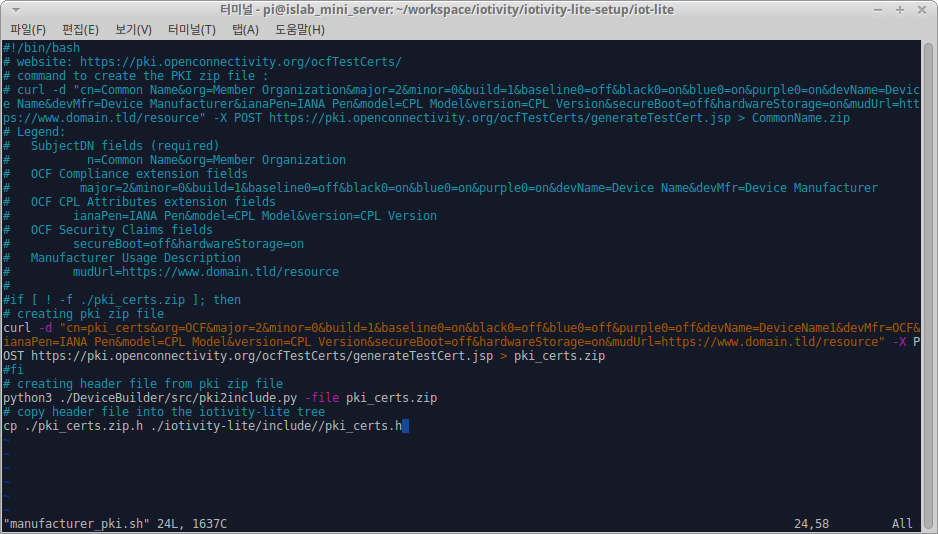 터미널 - pi@islab_mini_server: ~/workspace/iotivity/iotivity-lite-setup/iot-lite
파일(F) 편집(E) 보기(V) 터미널(T) 탭(A) 도움말(H)
#!/bin/bash
# website: https://pki.openconnectivity.org/ocfTestCerts/
# command to create the PKI zip file :
# curl -d "cn=Common Name&org=Member Organization&major=2&minor=0&build=1&baseline0=off&black0=on&blue0=on&purple0=on&devName=Devic
e Name&devMfr=Device Manufacturer&ianaPen=IANA Pen&model=CPL Model&version=CPL Version&secureBoot=off&hardwareStorage=on&mudUrl=htt
ps://www.domain.tld/resource" -X POST https://pki.openconnectivity.org/ocfTestCerts/generateTestCert.jsp > CommonName.zip
# Legend:
#   SubjectDN fields (required)
#           n=Common Name&org=Member Organization
#   OCF Compliance extension fields
#          major=2&minor=0&build=1&baseline0=off&black0=on&blue0=on&purple0=on&devName=Device Name&devMfr=Device Manufacturer
#   OCF CPL Attributes extension fields
#         ianaPen=IANA Pen&model=CPL Model&version=CPL Version
#   OCF Security Claims fields
#         secureBoot=off&hardwareStorage=on
#   Manufacturer Usage Description
#         mudUrl=https://www.domain.tld/resource
#
#if [ ! -f ./pki_certs.zip ]; then
# creating pki zip file
curl -d "cn=pki_certs&org=OCF&major=2&minor=0&build=1&baseline0=on&black0=off&blue0=off&purple0=off&devName=DeviceName1&devMfr=OCF&
ianaPen=IANA Pen&model=CPL Model&version=CPL Version&secureBoot=off&hardwareStorage=on&mudUrl=https://www.domain.tld/resource" -X P
OST https://pki.openconnectivity.org/ocfTestCerts/generateTestCert.jsp > pki_certs.zip
#fi
# creating header file from pki zip file
python3 ./DeviceBuilder/src/pki2include.py -file pki_certs.zip
# copy header file into the iotivity-lite tree
cp ./pki_certs.zip.h ./iotivity-lite/include//pki_certs.h
~
~
~
~
~
"manufacturer_pki.sh" 24L, 1637C 24,58 All